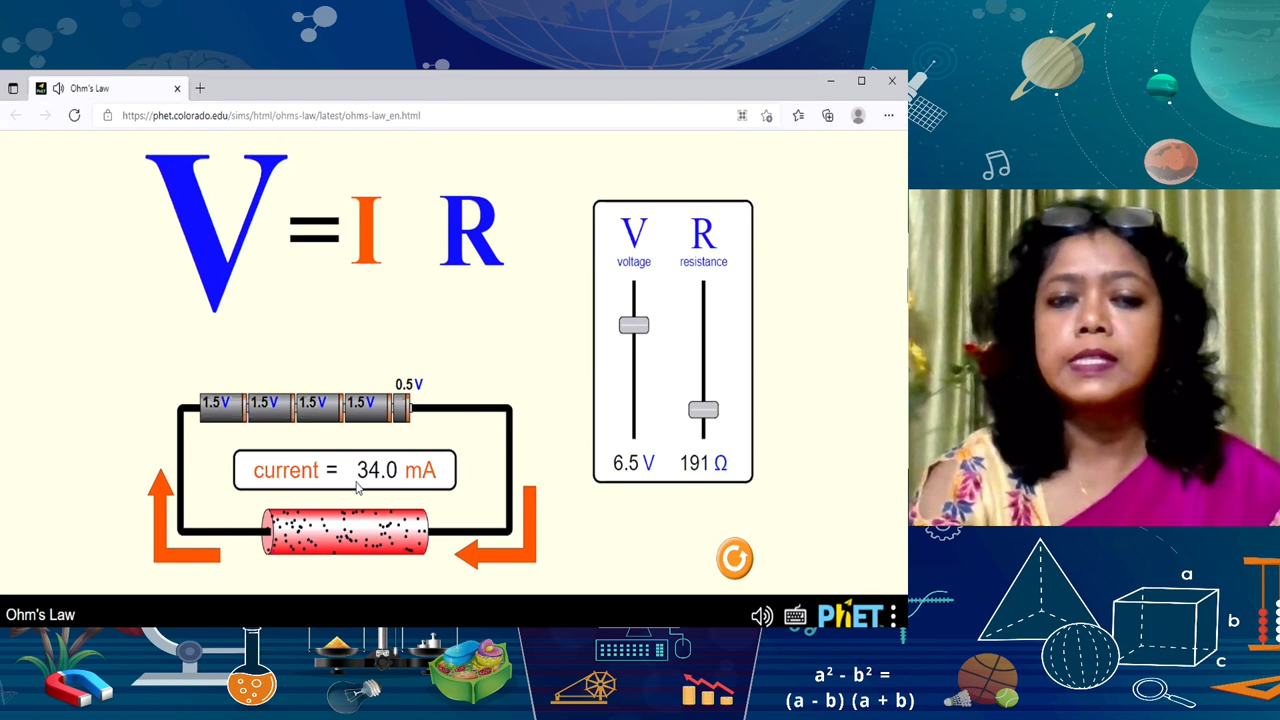 Ohm's Law
https://phet.colorado.edu/sims/html/ohms-law/latest/ohms-law_en.html
V = I R
V R
voltage resistance
6.5 V 191 Ω
0.5 V
1.5 V 1.5 V 1.5 V 1.5 V
current = 34.0 mA
Ohm's Law
PhET
a
b
c
a² - b² =
(a - b) (a + b)